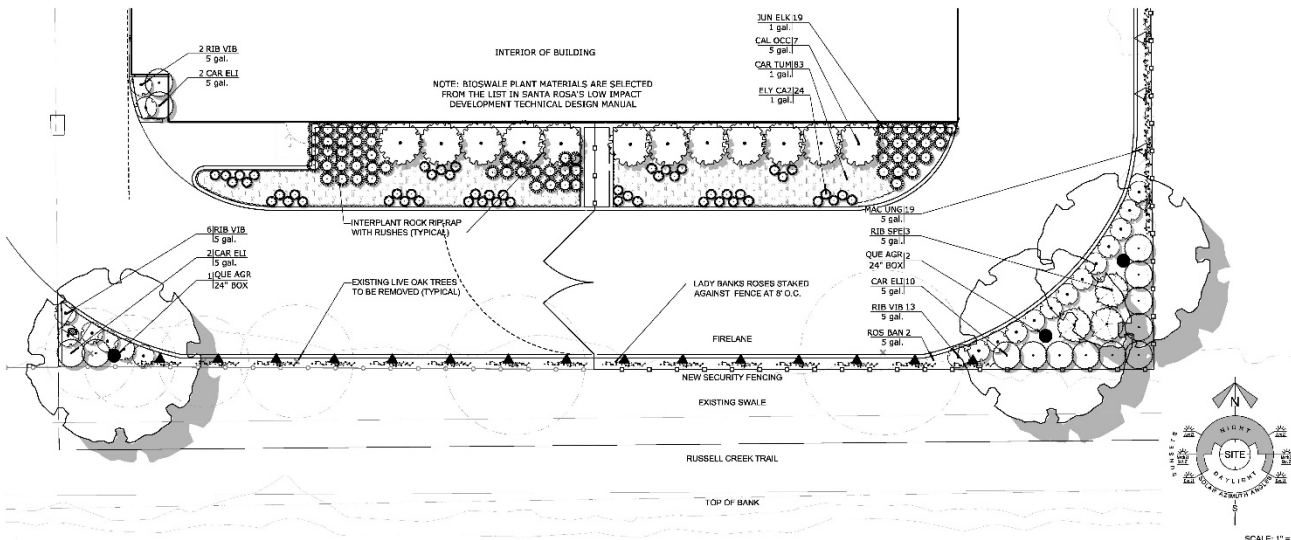 2 RIB VIB
5 gal.
2 CAR ELI
5 gal.
INTERIOR OF BUILDING
NOTE: BIOSWALE PLANT MATERIALS ARE SELECTED
FROM THE LIST IN SANTA ROSA'S LOW IMPACT
DEVELOPMENT TECHNICAL DESIGN MANUAL
JUN ELK 19
1 gal.
CAL OCC 7
5 gal.
CAR TUM 83
1 gal.
ELY CA2 24
1 gal.
INTERPLANT ROCK RIP-RAP
WITH RUSHES (TYPICAL)
6 RIB VIB
5 gal.
2 CAR ELI
5 gal.
1 QUE AGR
24" BOX
EXISTING LIVE OAK TREES
TO BE REMOVED (TYPICAL)
LADY BANKS ROSES STAKED
AGAINST FENCE AT 8' O.C.
MAC UNG 19
5 gal.
RIB SPE 3
5 gal.
QUE AGR 2
24" BOX
CAR ELI 10
5 gal.
RIB VIB 13
5 gal.
ROS BAN 2
5 gal.
FIRELANE
NEW SECURITY FENCING
EXISTING SWALE
RUSSELL CREEK TRAIL
TOP OF BANK
N
NIGHT
SITE
DAYLIGHT
SOLAR AZIMUTH ANGLES
SUNSETS
S
SCALE: 1" =